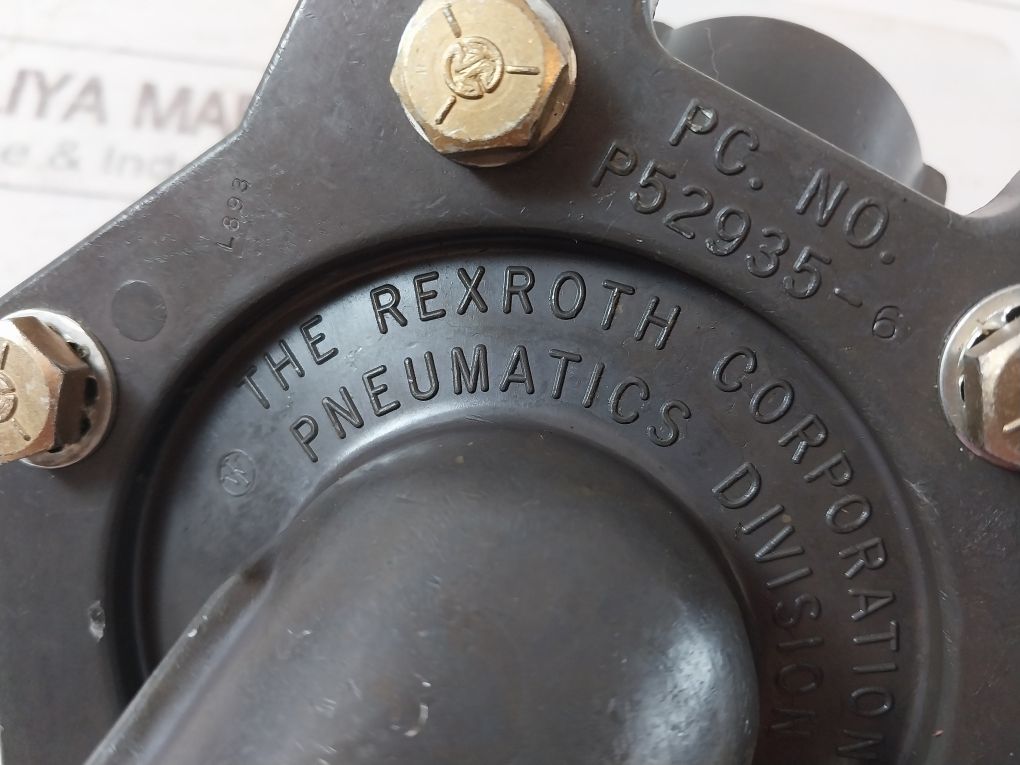 PC. NO.
P52935-6
L893
THE REXROTH CORPORATION
PNEUMATICS DIVISION